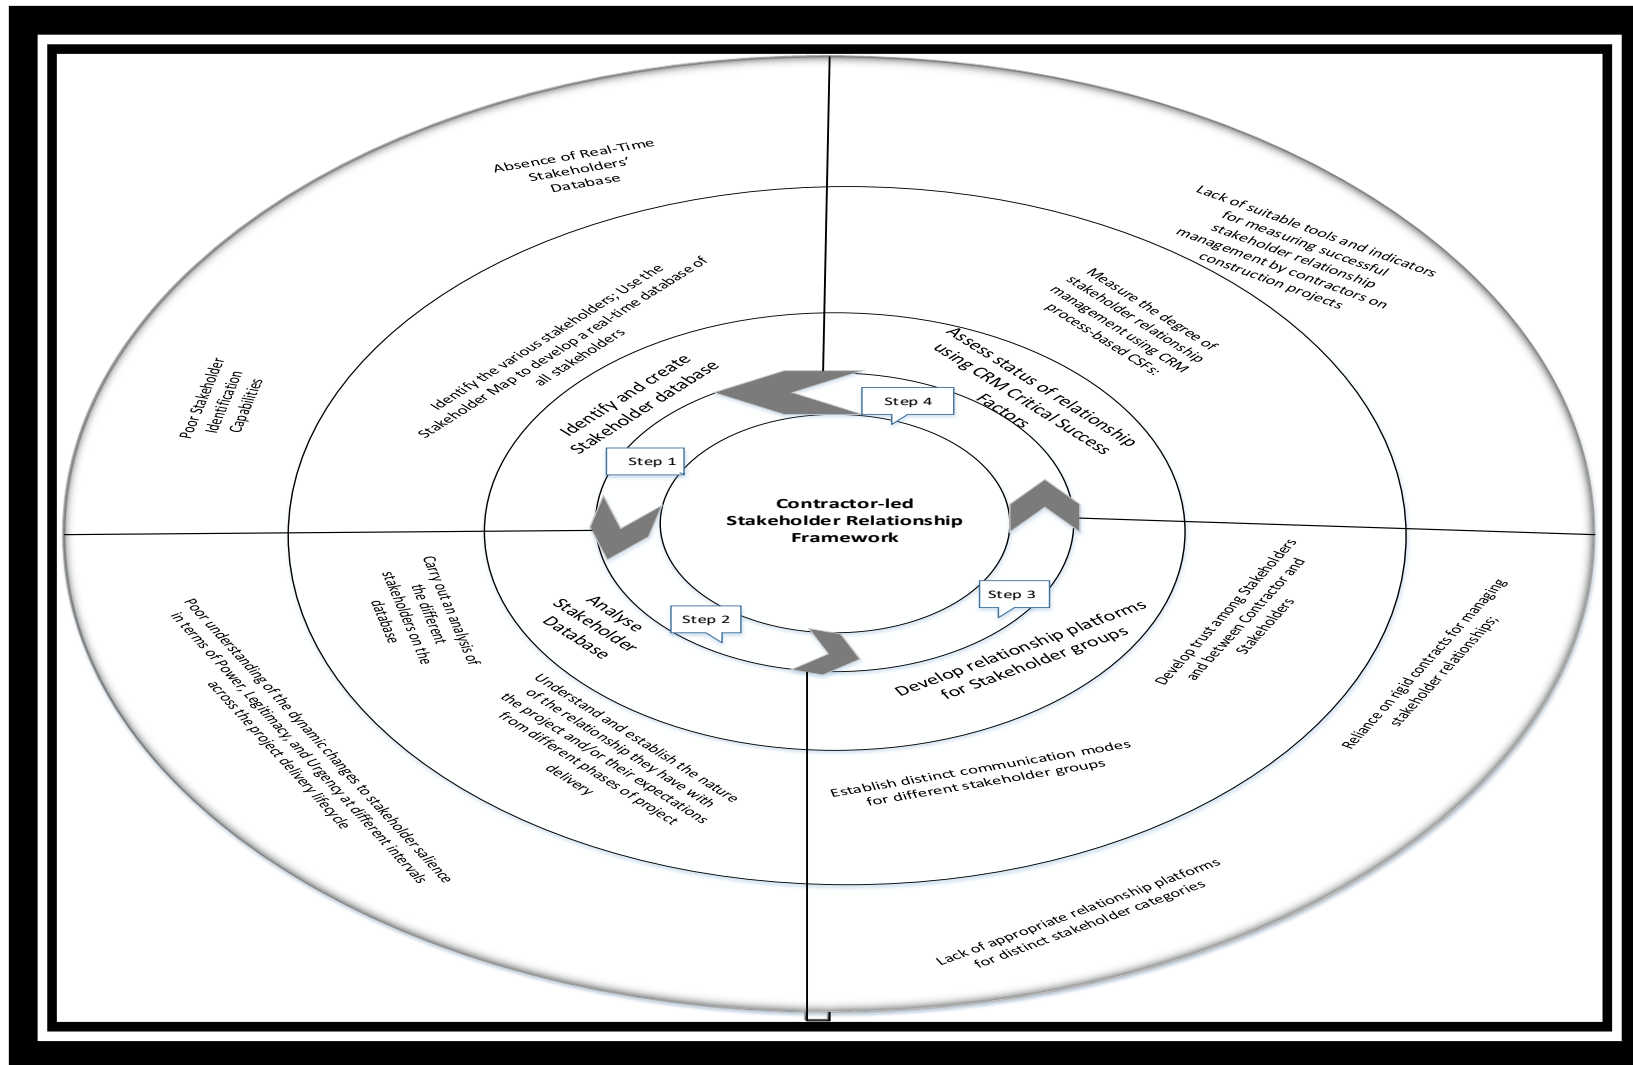 Absence of Real-Time
Stakeholders’
Database
Poor Stakeholder
Identification
Capabilities
Identify the various stakeholders; Use the
Stakeholder Map to develop a real-time database of
all stakeholders
Identify and create
Stakeholder database
Step 1
Lack of suitable tools and indicators
for measuring successful
stakeholder relationship
management by contractors on
construction projects
Measure the degree of
stakeholder relationship
management using CRM
process-based CSFs:
Assess status of relationship
using CRM Critical Success
Factors
Step 4
Contractor-led
Stakeholder Relationship
Framework
Step 2
Analyse
Stakeholder
Database
Carry out an analysis of
the different
stakeholders on the
database
Understand and establish the nature
of the relationship they have with
the project and/or their expectations
from different phases of project
delivery
Poor understanding of the dynamic changes to stakeholder salience
in terms of Power, Legitimacy, and Urgency at different intervals
across the project delivery lifecycle
Step 3
Develop relationship platforms
for Stakeholder groups
Develop trust among Stakeholders
and between Contractor and
Stakeholders
Establish distinct communication modes
for different stakeholder groups
Reliance on rigid contracts for managing
stakeholder relationships;
Lack of appropriate relationship platforms
for distinct stakeholder categories